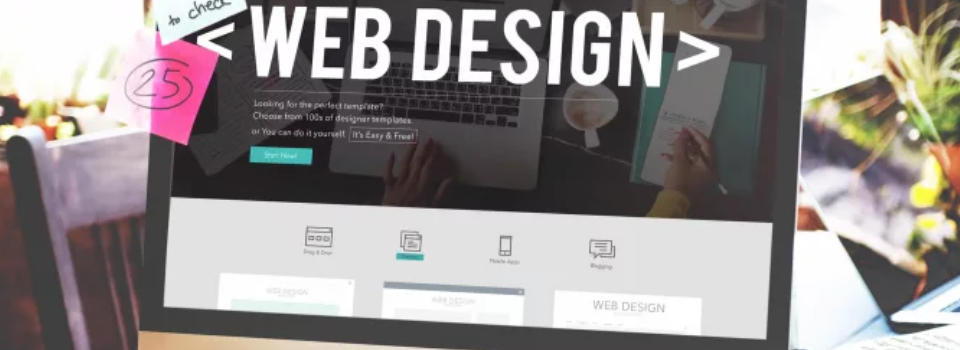 to check
25
< WEB DESIGN >
Looking for the perfect template?
Choose from 100s of designer templates
or You can do it yourself. It's Easy & Free!
Start Now!
Drag & Drop
Mobile Apps
Blogging
WEB DESIGN
WEB DESIGN
WEB DESIGN